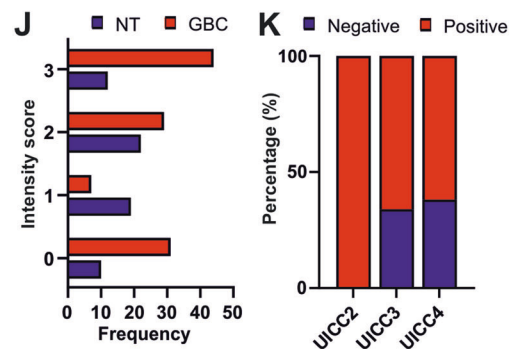 J
NT GBC
Intensity score
3
2
1
0
0 10 20 30 40 50
Frequency
K
Negative Positive
Percentage (%)
100
50
0
UICC2 UICC3 UICC4